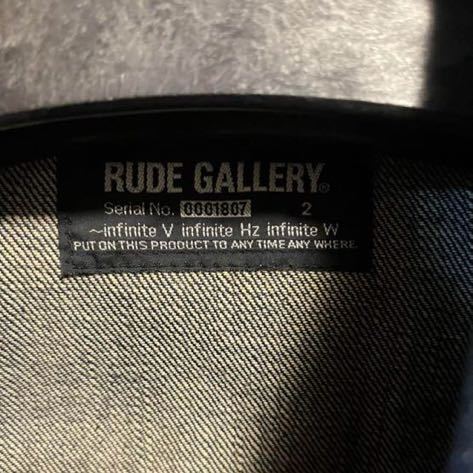 RUDE GALLERY®
Serial No. 0001807 2
~infinite V infinite Hz infinite W
PUT ON THIS PRODUCT TO ANY TIME ANY WHERE.